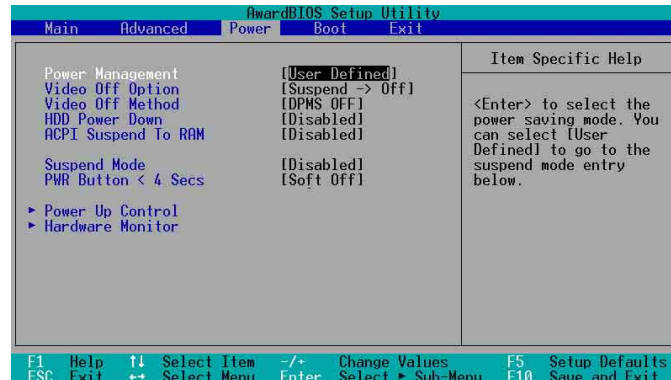 AwardBIOS Setup Utility
Main Advanced Power Boot Exit
Item Specific Help
Power Management [User Defined]
Video Off Option [Suspend -> Off]
Video Off Method [DPMS OFF]
HDD Power Down [Disabled]
ACPI Suspend To RAM [Disabled]
Suspend Mode [Disabled]
PWR Button < 4 Secs [Soft Off]
► Power Up Control
► Hardware Monitor
<Enter> to select the
power saving mode. You
can select [User
Defined] to go to the
suspend mode entry
below.
F1 Help ↑↓ Select Item -/+ Change Values F5 Setup Defaults
ESC Exit ←→ Select Menu Enter Select ► Sub-Menu F10 Save and Exit